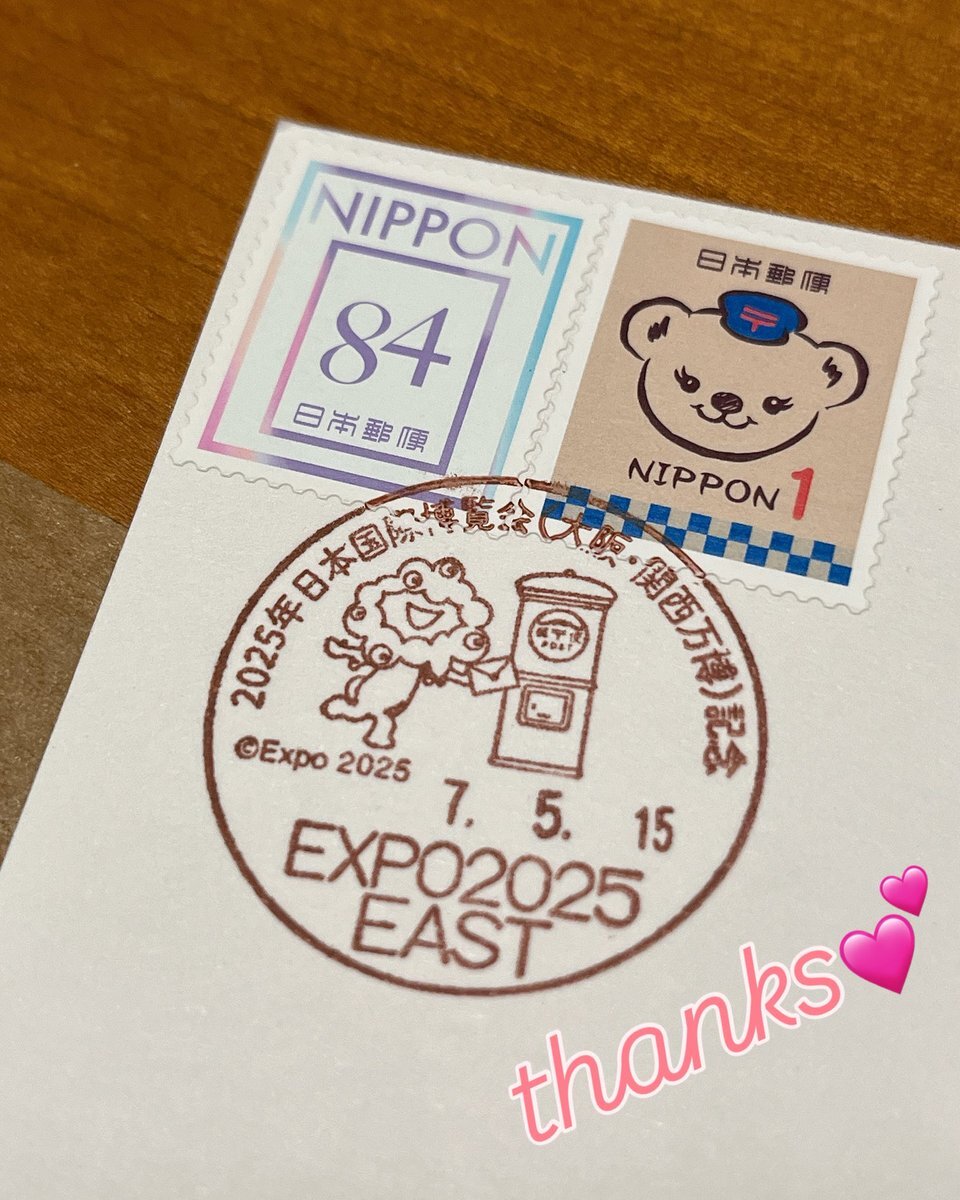 NIPPON
84
日本郵便
日本郵便
〒
NIPPON 1
2025年日本国際博覧会(大阪・関西万博)記念
POST
©Expo 2025
7. 5. 15
EXPO2025
EAST
thanks